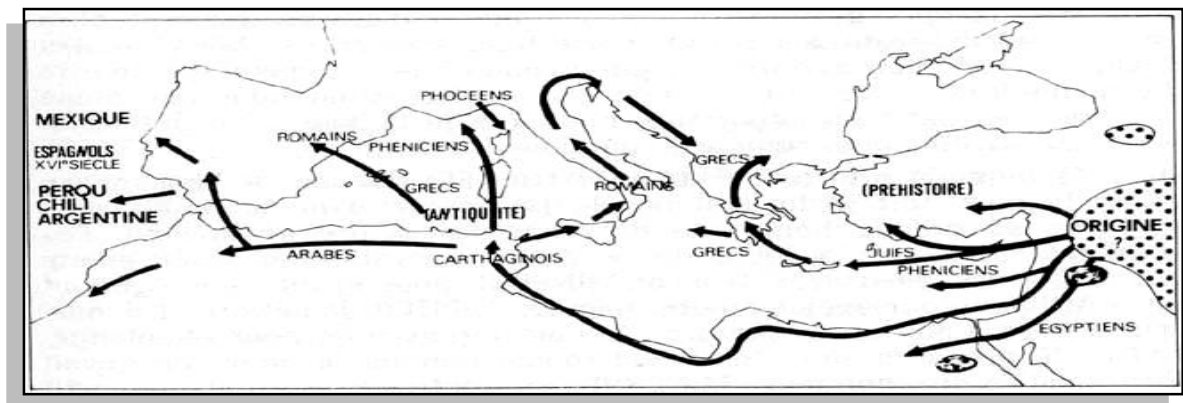 MEXIQUE
ESPAGNOLS
XVIe SIECLE
PEROU
CHILI
ARGENTINE
ROMAINS
PHOCEENS
PHENICIENS
GRECS
(ANTIQUITE)
ARABES
CARTHAGINOIS
ROMAINS
GRECS
GRECS
(PREHISTOIRE)
JUIFS
PHENICIENS
ORIGINE
?
EGYPTIENS